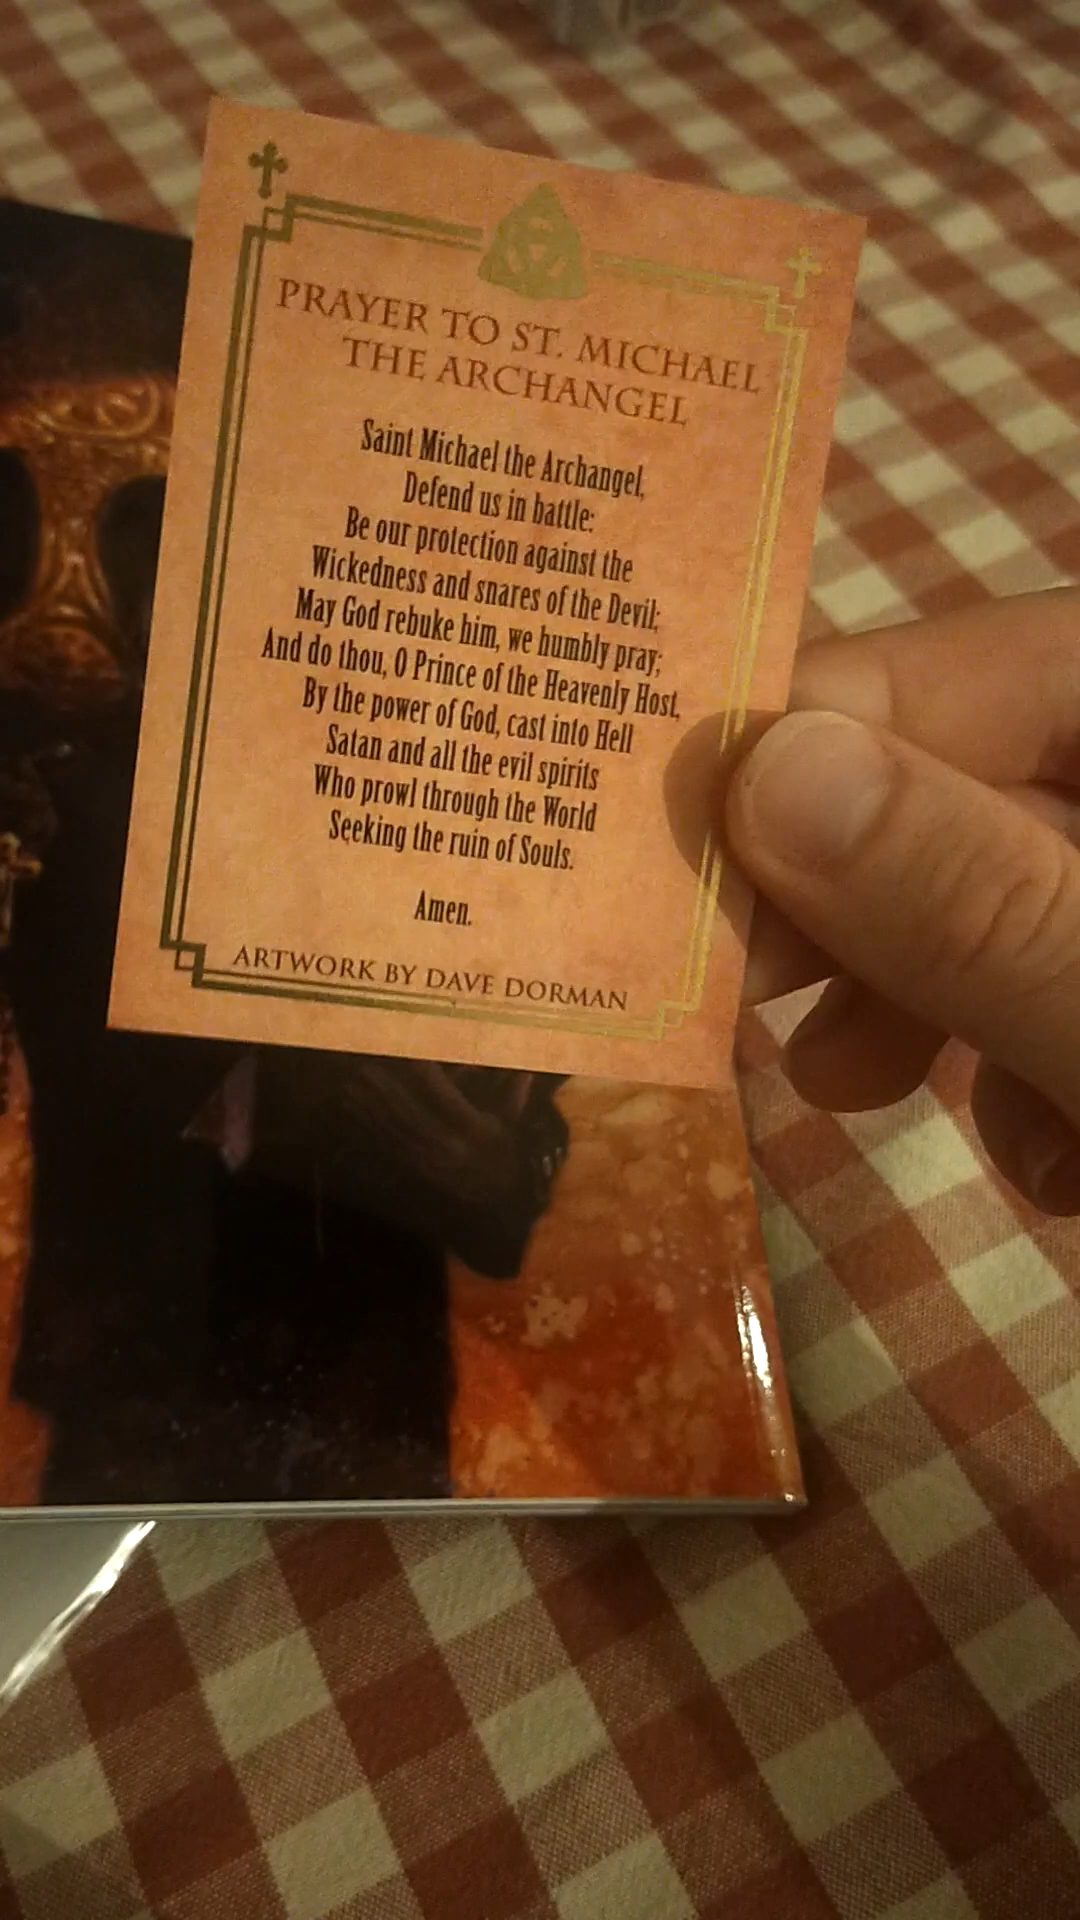 PRAYER TO ST. MICHAEL
THE ARCHANGEL
Saint Michael the Archangel,
Defend us in battle:
Be our protection against the
Wickedness and snares of the Devil;
May God rebuke him, we humbly pray;
And do thou, O Prince of the Heavenly Host,
By the power of God, cast into Hell
Satan and all the evil spirits
Who prowl through the World
Seeking the ruin of Souls.
Amen.
ARTWORK BY DAVE DORMAN